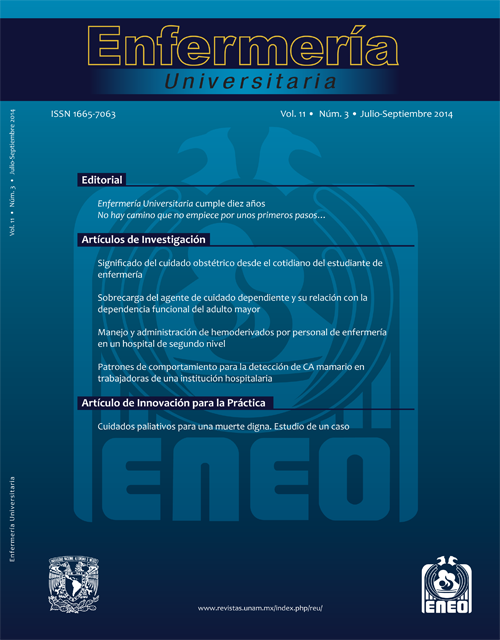 Enfermería
Universitaria
ISSN 1665-7063
Vol. 11 • Núm. 3 • Julio-Septiembre 2014
Vol. 11 • Núm. 3 • Julio-Septiembre 2014
Editorial
Enfermería Universitaria cumple diez años
No hay camino que no empiece por unos primeros pasos…
Artículos de Investigación
Significado del cuidado obstétrico desde el cotidiano del estudiante de
enfermería
Sobrecarga del agente de cuidado dependiente y su relación con la
dependencia funcional del adulto mayor
Manejo y administración de hemoderivados por personal de enfermería
en un hospital de segundo nivel
Patrones de comportamiento para la detección de CA mamario en
trabajadoras de una institución hospitalaria
Artículo de Innovación para la Práctica
Cuidados paliativos para una muerte digna. Estudio de un caso
ENEO
Enfermería Universitaria
www.revistas.unam.mx/index.php/reu/
ENEO